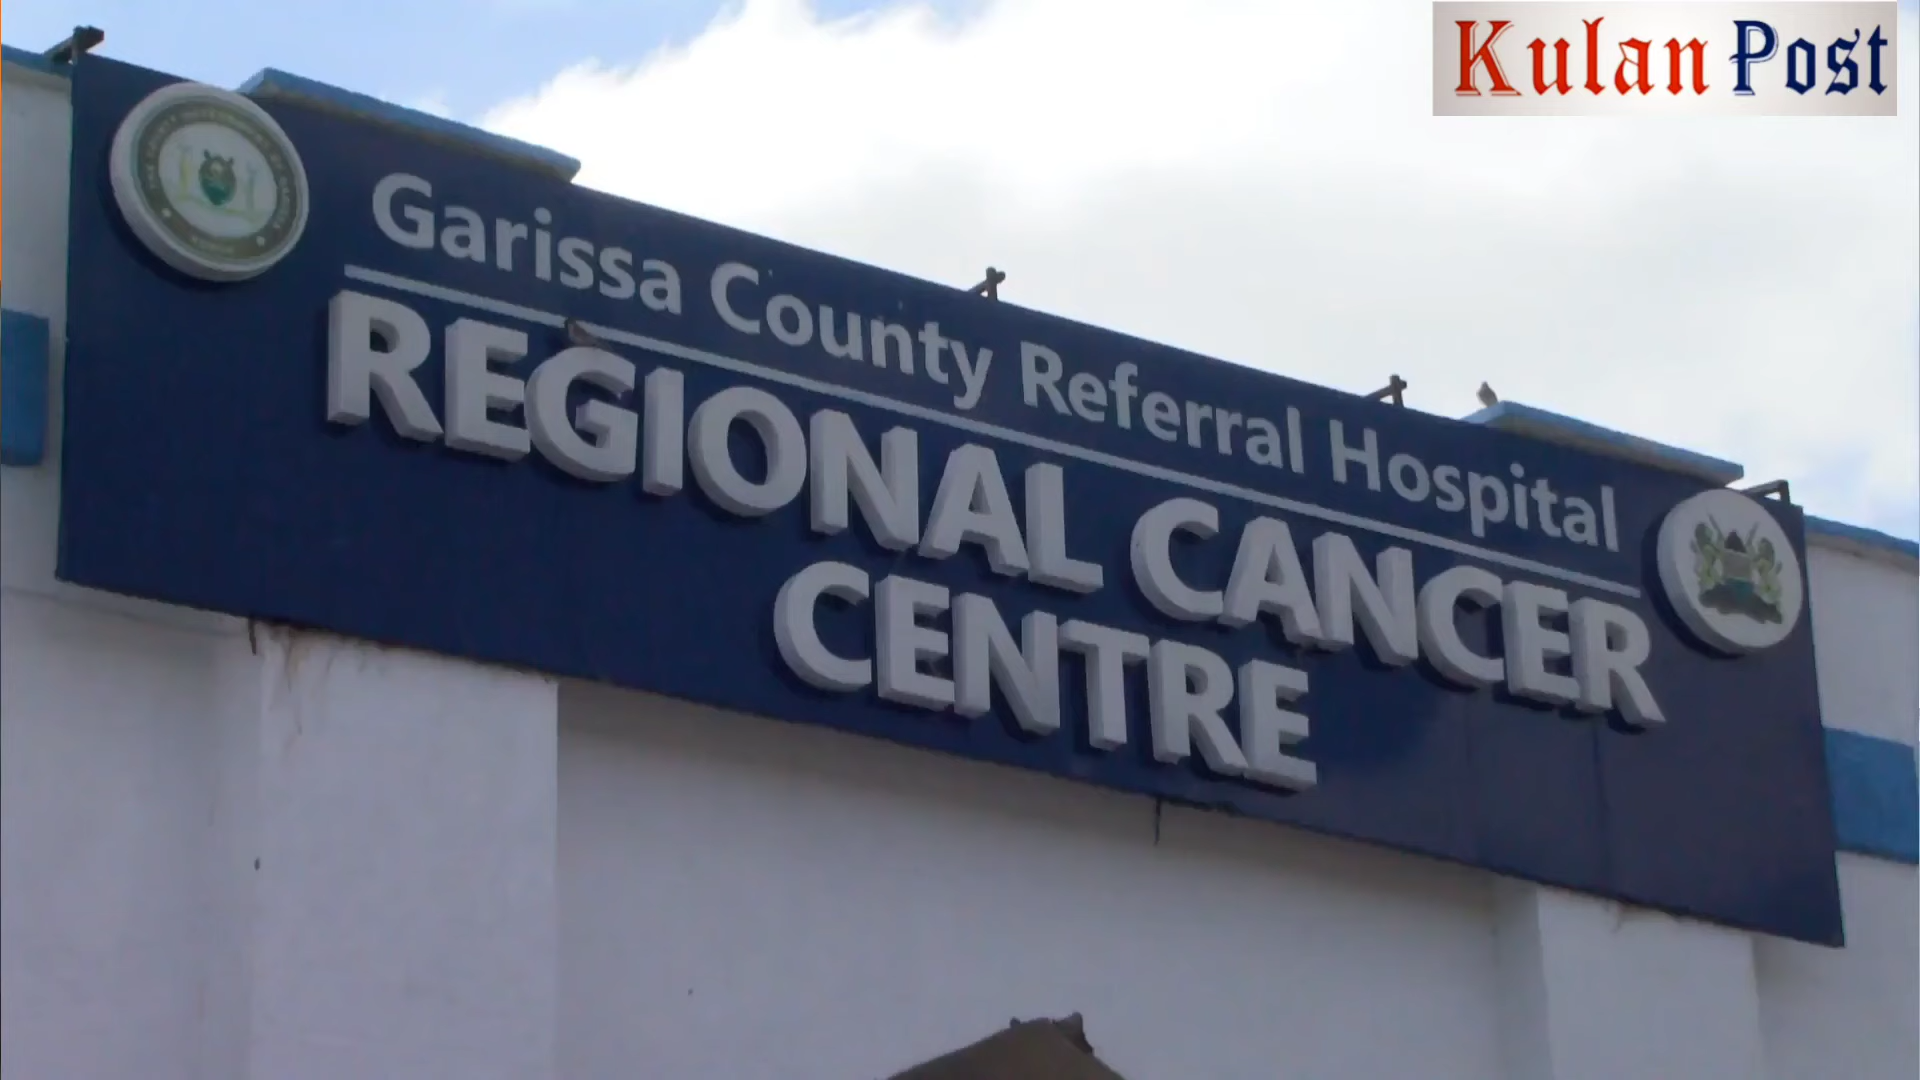 Kulan Post
Garissa County Referral Hospital
REGIONAL CANCER
CENTRE